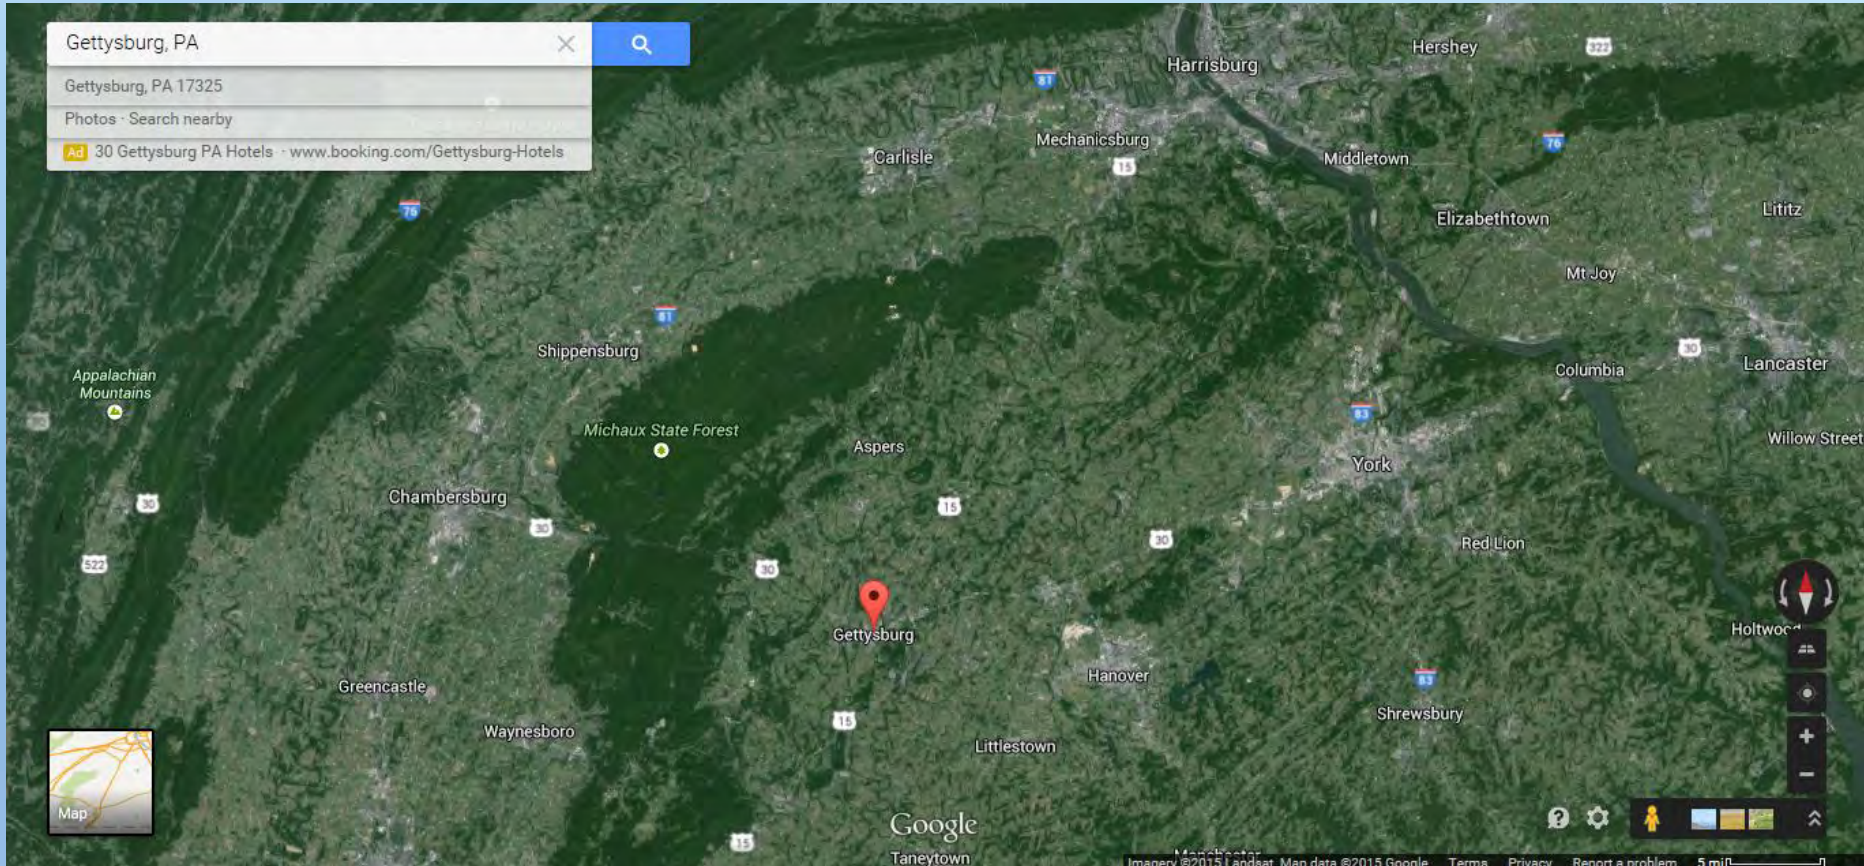 Gettysburg, PA
Gettysburg, PA 17325
Photos · Search nearby
Ad 30 Gettysburg PA Hotels · www.booking.com/Gettysburg-Hotels
Harrisburg
Hershey
322
81
Mechanicsburg
15
Carlisle
Middletown
76
Elizabethtown
Lititz
76
Mt Joy
81
Shippensburg
30
Columbia
Lancaster
Appalachian
Mountains
83
Michaux State Forest
Aspers
Willow Street
York
Chambersburg
30
15
30
30
Red Lion
522
30
Gettysburg
Holtwood
Hanover
Greencastle
83
Shrewsbury
15
Waynesboro
Littlestown
Map
Google
15
Taneytown
Manchester
Imagery ©2015 Landsat, Map data ©2015 Google Terms Privacy Report a problem 5 mi